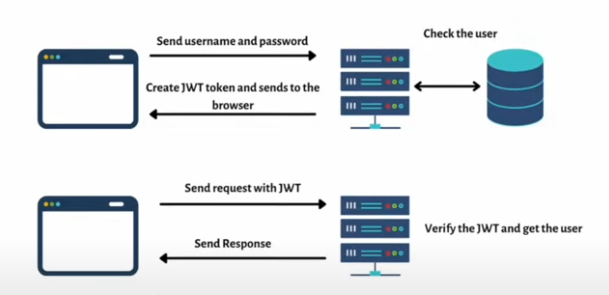 Send username and password
Check the user
Create JWT token and sends to the
browser
Send request with JWT
Verify the JWT and get the user
Send Response